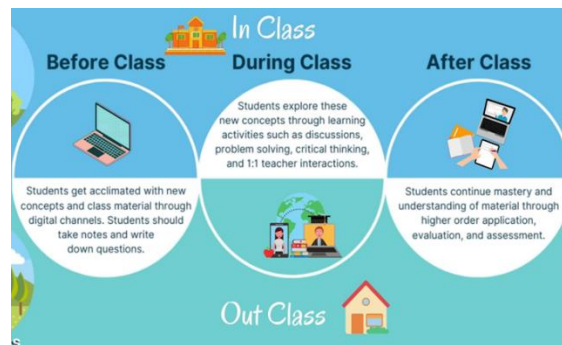 In Class
Before Class
During Class
After Class
Students explore these
new concepts through learning
activities such as discussions,
problem solving, critical thinking,
and 1:1 teacher interactions.
Students get acclimated with new
concepts and class material through
digital channels. Students should
take notes and write
down questions.
Students continue mastery and
understanding of material through
higher order application,
evaluation, and assessment.
Out Class